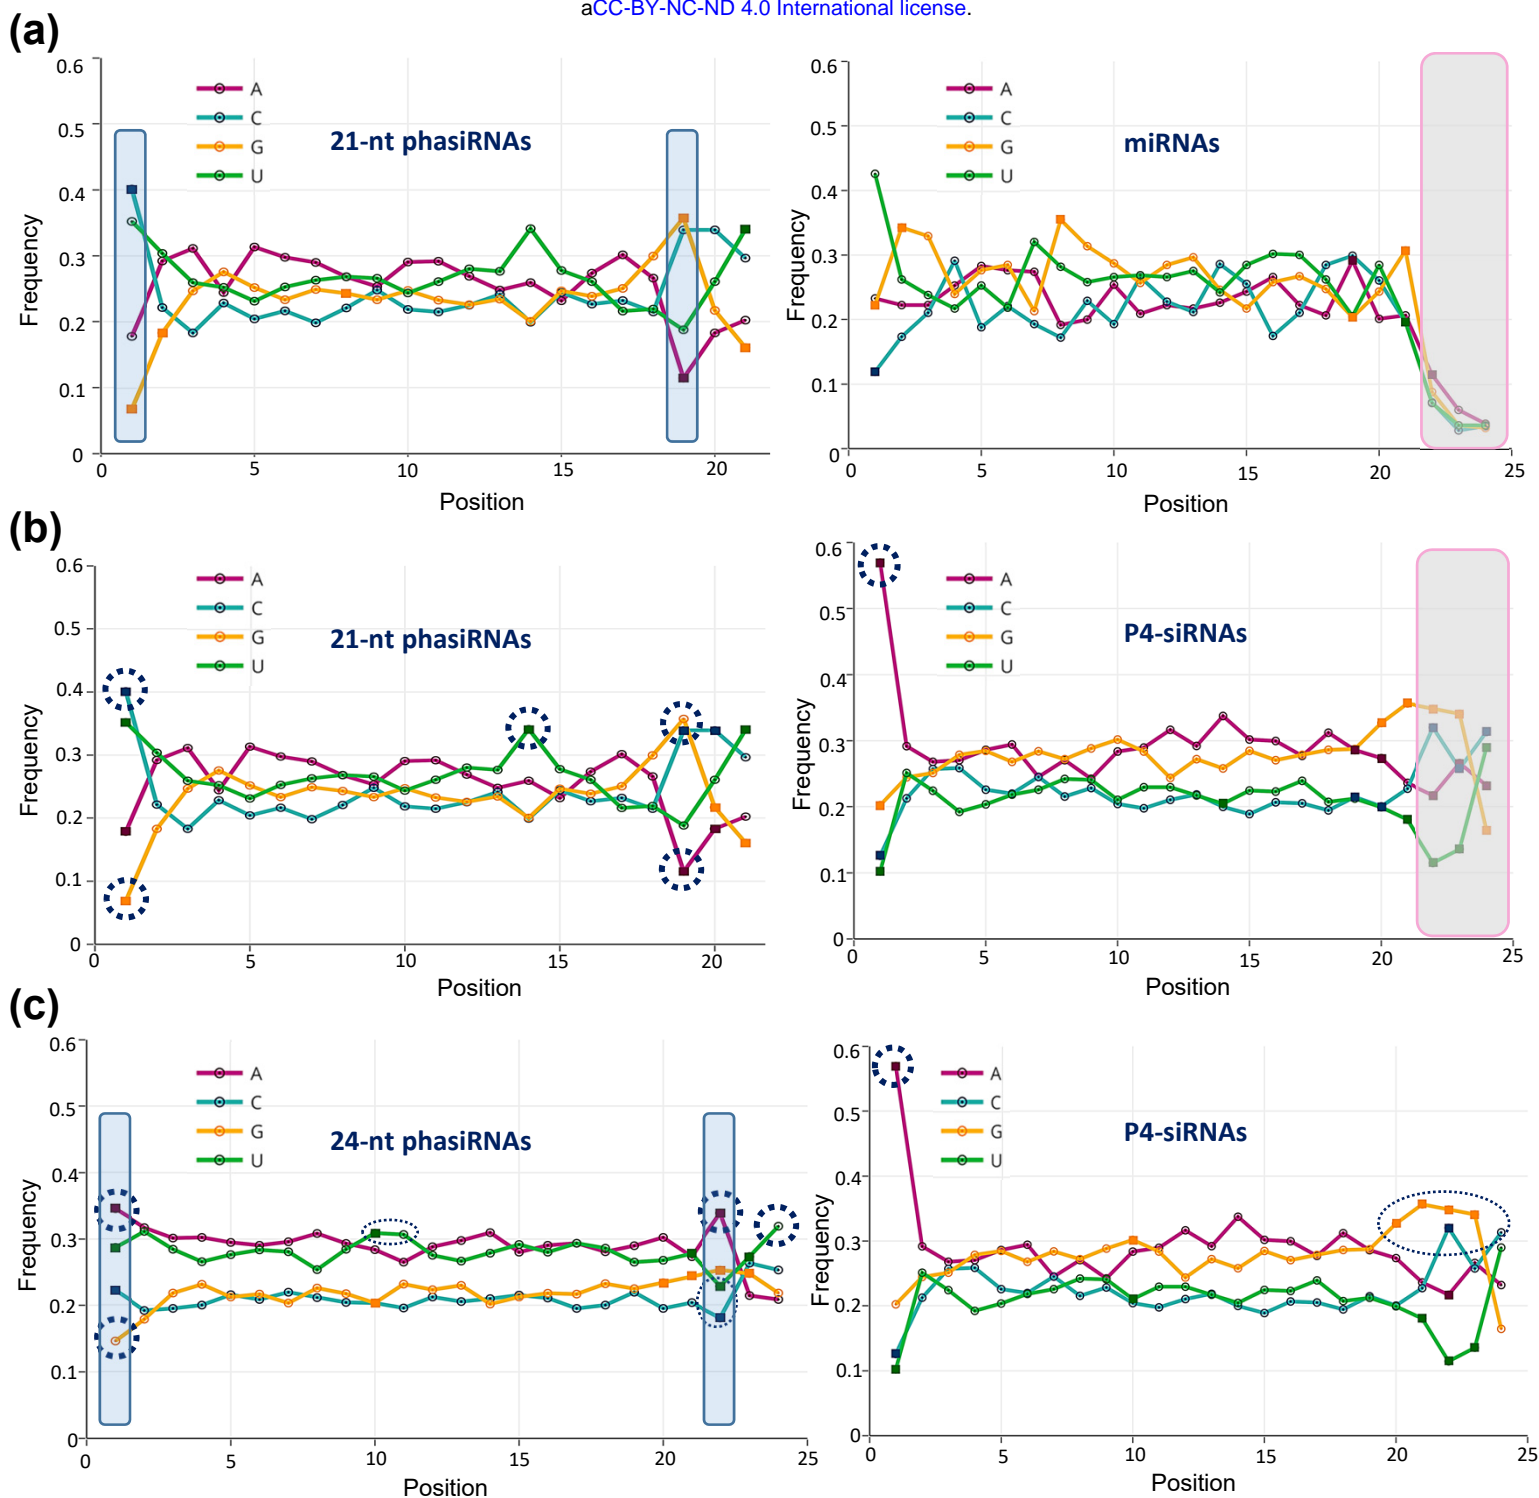 aCC-BY-NC-ND 4.0 International license.
(a)
0.6
0.5
0.4
0.3
0.2
0.1
0
Frequency
A
C
G
U
21-nt phasiRNAs
0
5
10
15
20
Position
0.6
0.5
0.4
0.3
0.2
0.1
0
Frequency
A
C
G
U
miRNAs
0
5
10
15
20
25
Position
(b)
0.6
0.5
0.4
0.3
0.2
0.1
0
Frequency
A
C
G
U
21-nt phasiRNAs
0
5
10
15
20
Position
0.6
0.5
0.4
0.3
0.2
0.1
0
Frequency
A
C
G
U
P4-siRNAs
0
5
10
15
20
25
Position
(c)
0.6
0.5
0.4
0.3
0.2
0.1
0
Frequency
A
C
G
U
24-nt phasiRNAs
0
5
10
15
20
25
Position
0.6
0.5
0.4
0.3
0.2
0.1
0
Frequency
A
C
G
U
P4-siRNAs
0
5
10
15
20
25
Position